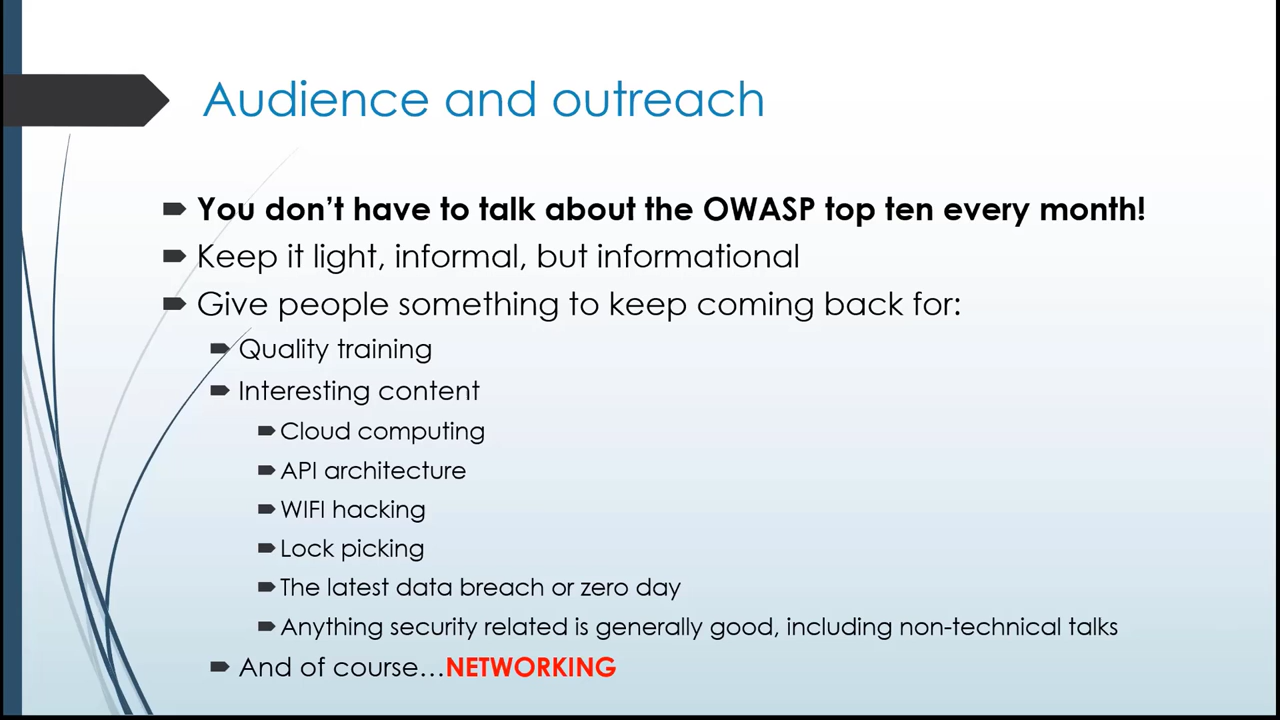 Audience and outreach
You don't have to talk about the OWASP top ten every month!
Keep it light, informal, but informational
Give people something to keep coming back for:
Quality training
Interesting content
Cloud computing
API architecture
WIFI hacking
Lock picking
The latest data breach or zero day
Anything security related is generally good, including non-technical talks
And of course…NETWORKING